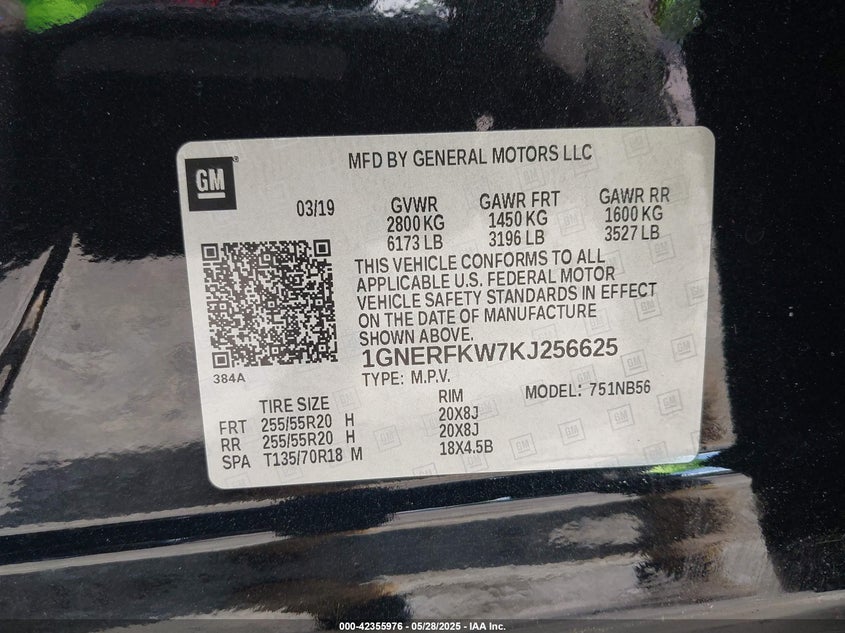 MFD BY GENERAL MOTORS LLC
GM
03/19
GVWR GAWR FRT GAWR RR
2800 KG 1450 KG 1600 KG
6173 LB 3196 LB 3527 LB
THIS VEHICLE CONFORMS TO ALL
APPLICABLE U.S. FEDERAL MOTOR
VEHICLE SAFETY STANDARDS IN EFFECT
ON THE DATE OF MANUFACTURE
SHOWN ABOVE.
1GNERFKW7KJ256625
384A
TYPE: M.P.V. MODEL: 751NB56
TIRE SIZE RIM
FRT 255/55R20 H 20X8J
RR 255/55R20 H 20X8J
SPA T135/70R18 M 18X4.5B
000-42355976 - 05/28/2025 - IAA Inc.